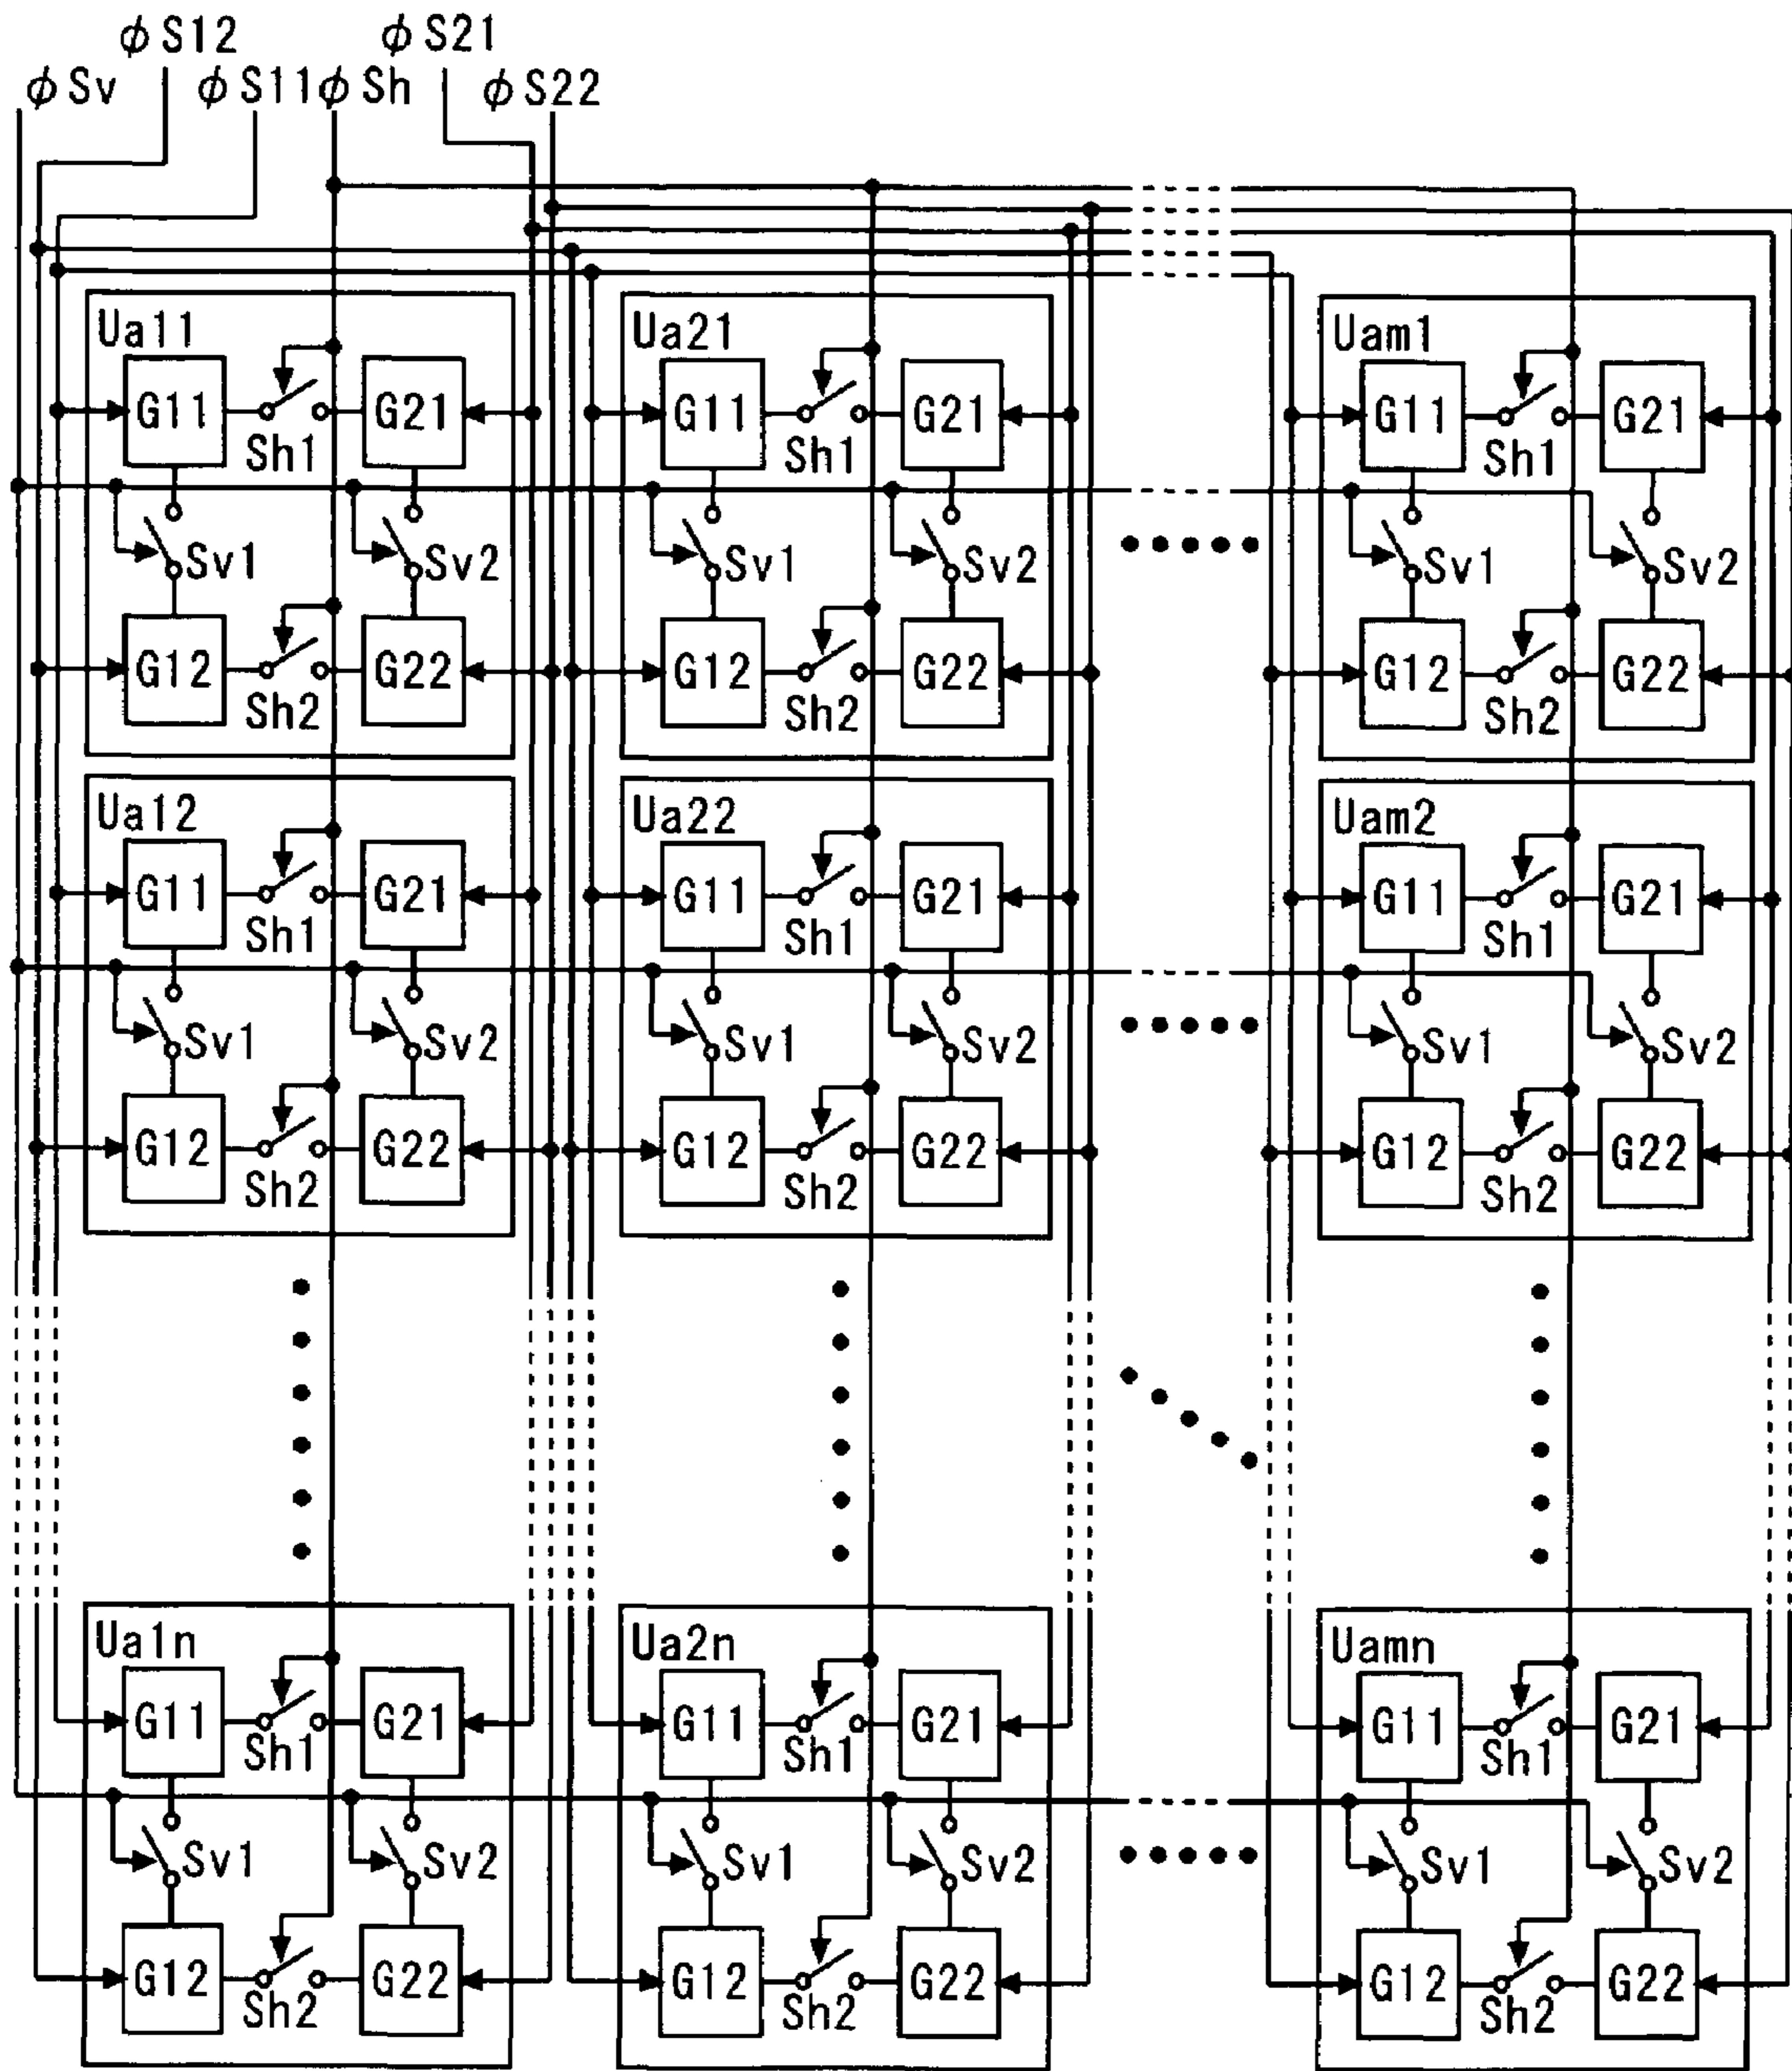 φS12 φS21
φSv φS11 φSh φS22
Ua11 Ua21 Uam1
G11 G21 G11 G21 G11 G21
Sh1 Sh1 Sh1
Sv1 Sv2 Sv1 Sv2 Sv1 Sv2
G12 G22 G12 G22 G12 G22
Sh2 Sh2 Sh2
Ua12 Ua22 Uam2
G11 G21 G11 G21 G11 G21
Sh1 Sh1 Sh1
Sv1 Sv2 Sv1 Sv2 Sv1 Sv2
G12 G22 G12 G22 G12 G22
Sh2 Sh2 Sh2
Ua1n Ua2n Uamn
G11 G21 G11 G21 G11 G21
Sh1 Sh1 Sh1
Sv1 Sv2 Sv1 Sv2 Sv1 Sv2
G12 G22 G12 G22 G12 G22
Sh2 Sh2 Sh2